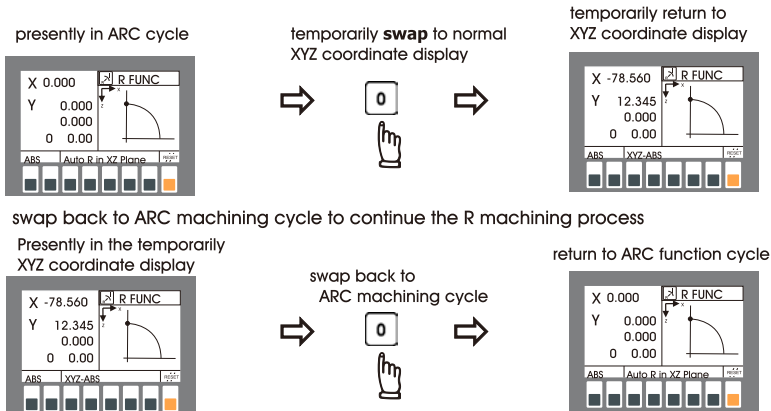 presently in ARC cycle
temporarily swap to normal
XYZ coordinate display
temporarily return to
XYZ coordinate display
X 0.000
R FUNC
X
Z
Y 0.000
0.000
0 0.00
ABS Auto R in XZ Plane RESET
0
X -78.560
R FUNC
X
Z
Y 12.345
0.000
0 0.00
ABS XYZ-ABS RESET
swap back to ARC machining cycle to continue the R machining process
Presently in the temporarily
XYZ coordinate display
swap back to
ARC machining cycle
return to ARC function cycle
X -78.560
R FUNC
X
Z
Y 12.345
0.000
0 0.00
ABS XYZ-ABS RESET
0
X 0.000
R FUNC
X
Z
Y 0.000
0.000
0 0.00
ABS Auto R in XZ Plane RESET